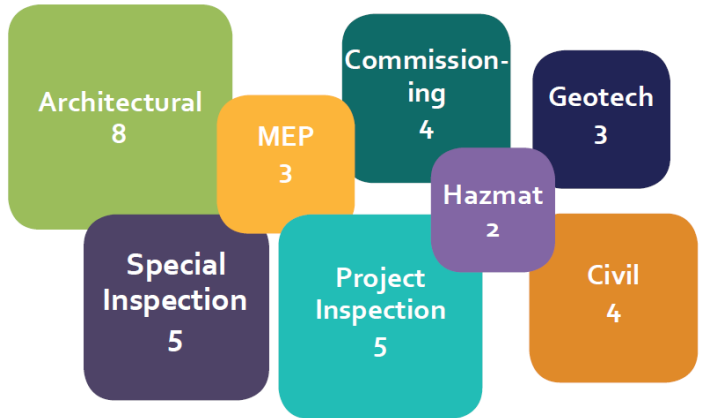 Architectural
8
MEP
3
Commission-
ing
4
Geotech
3
Hazmat
2
Special
Inspection
5
Project
Inspection
5
Civil
4